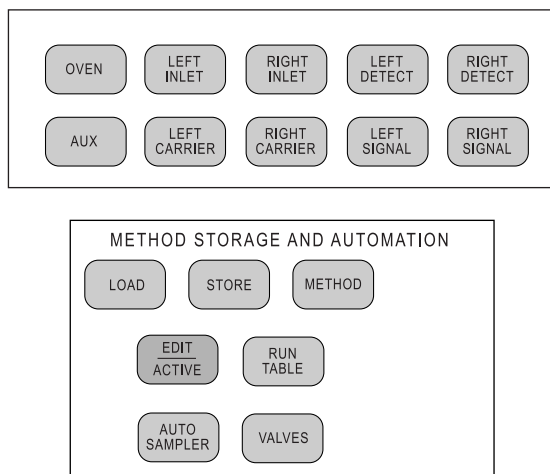 OVEN
LEFT
INLET
RIGHT
INLET
LEFT
DETECT
RIGHT
DETECT
AUX
LEFT
CARRIER
RIGHT
CARRIER
LEFT
SIGNAL
RIGHT
SIGNAL
METHOD STORAGE AND AUTOMATION
LOAD
STORE
METHOD
EDIT
ACTIVE
RUN
TABLE
AUTO
SAMPLER
VALVES